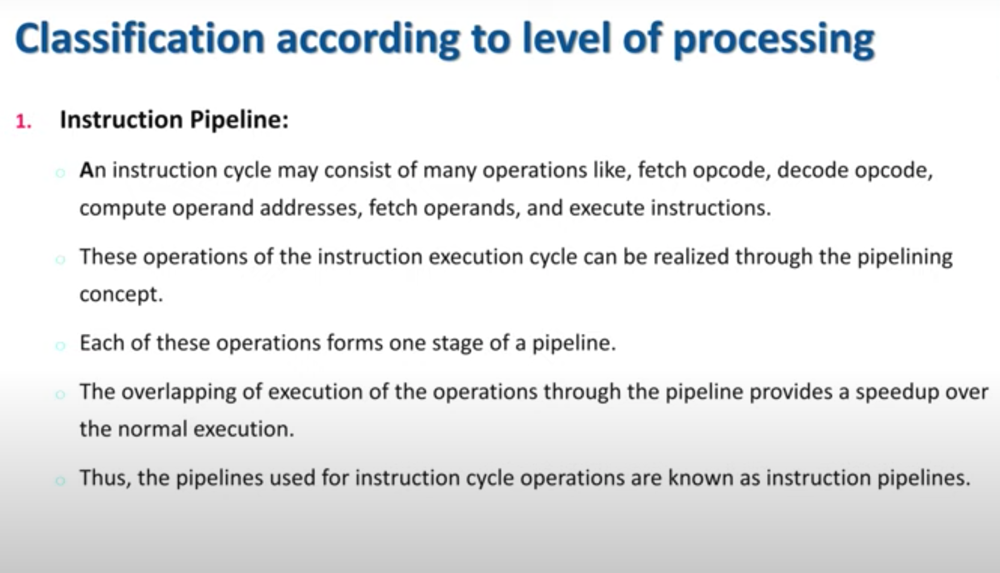 Classification according to level of processing
1. Instruction Pipeline:
○ An instruction cycle may consist of many operations like, fetch opcode, decode opcode,
compute operand addresses, fetch operands, and execute instructions.
○ These operations of the instruction execution cycle can be realized through the pipelining
concept.
○ Each of these operations forms one stage of a pipeline.
○ The overlapping of execution of the operations through the pipeline provides a speedup over
the normal execution.
○ Thus, the pipelines used for instruction cycle operations are known as instruction pipelines.